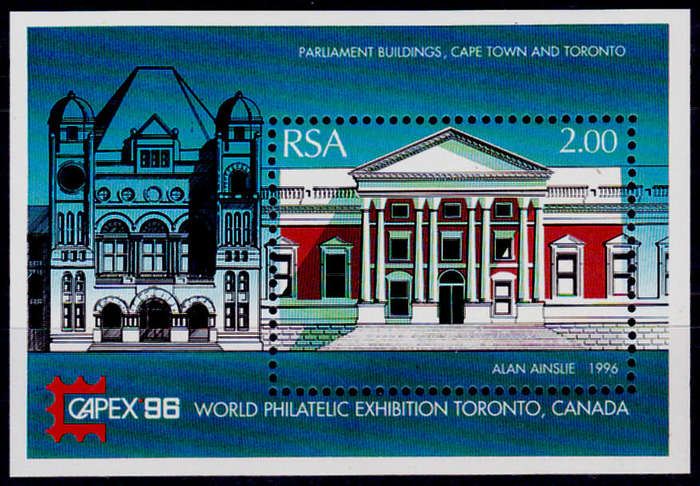 PARLIAMENT BUILDINGS, CAPE TOWN AND TORONTO
RSA 2.00
ALAN AINSLIE 1996
CAPEX '96 WORLD PHILATELIC EXHIBITION TORONTO, CANADA